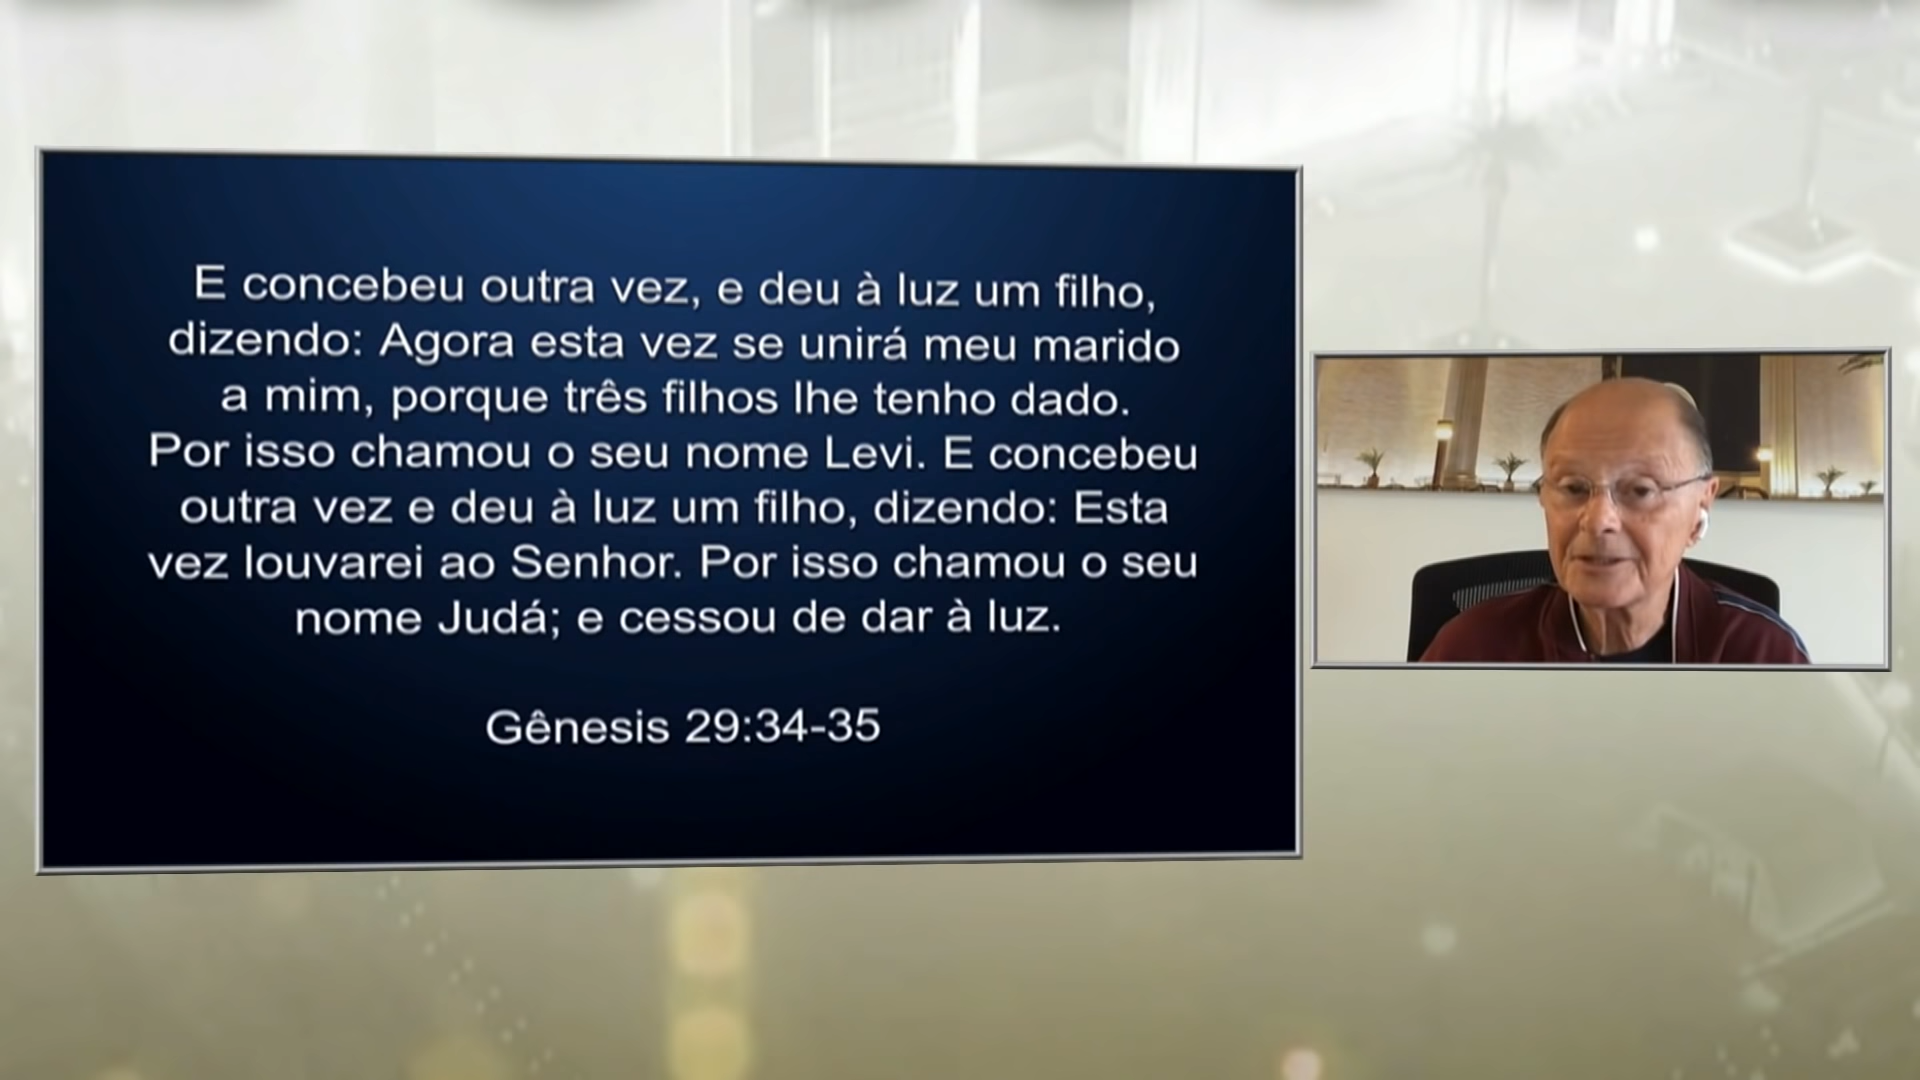 E concebeu outra vez, e deu à luz um filho,
dizendo: Agora esta vez se unirá meu marido
a mim, porque três filhos lhe tenho dado.
Por isso chamou o seu nome Levi. E concebeu
outra vez e deu à luz um filho, dizendo: Esta
vez louvarei ao Senhor. Por isso chamou o seu
nome Judá; e cessou de dar à luz.
Gênesis 29:34-35